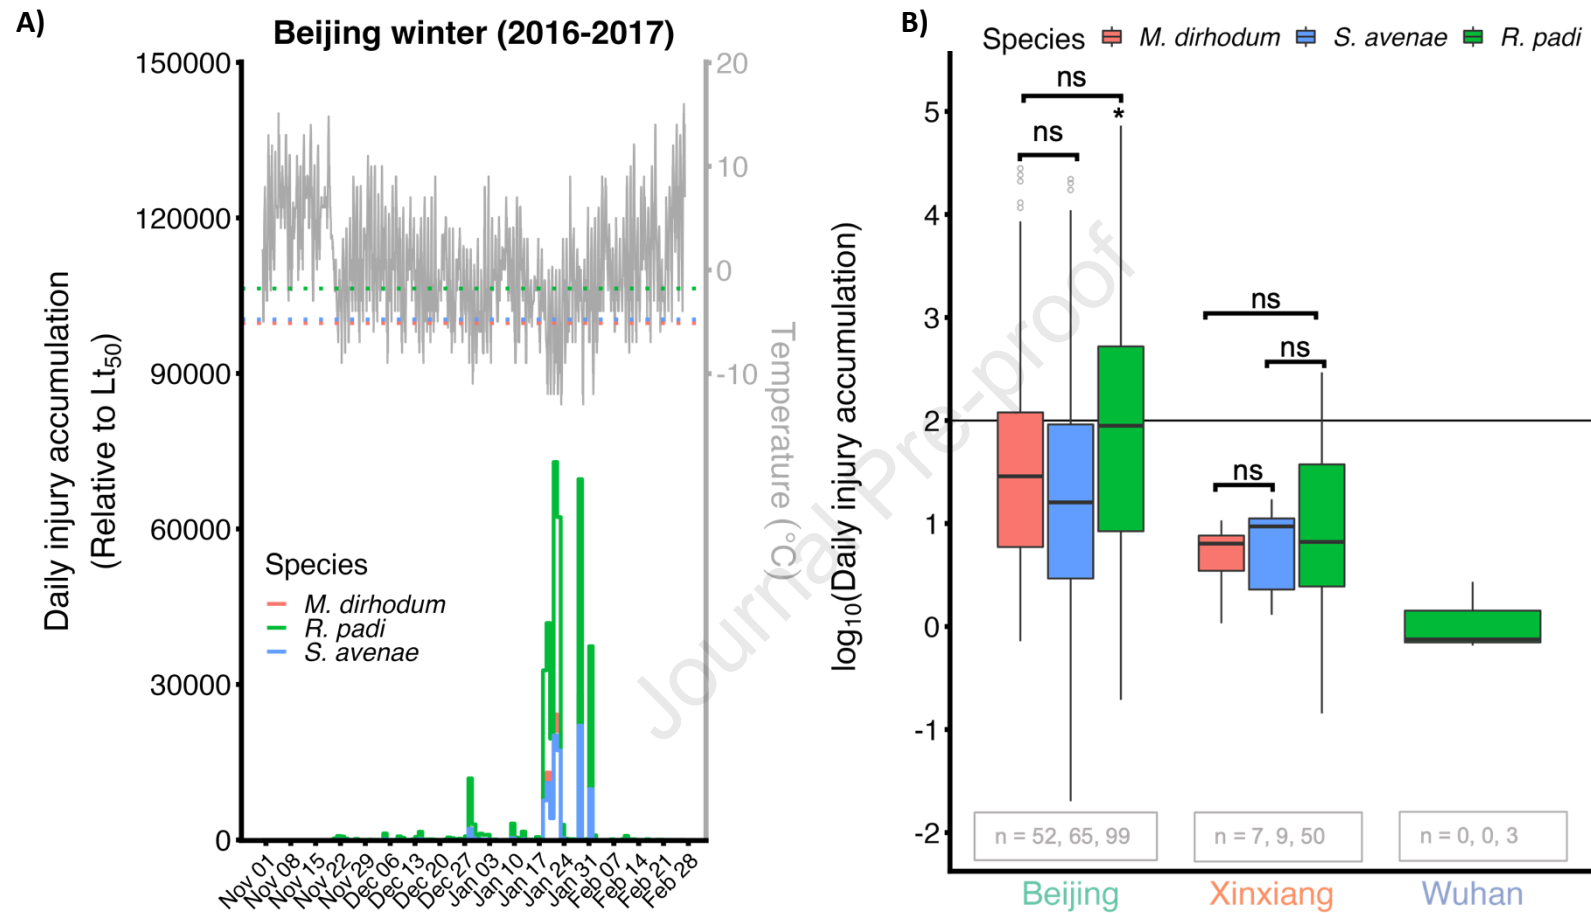 A)
Beijing winter (2016-2017)
150000
120000
90000
60000
30000
0
Daily injury accumulation
(Relative to Lt50)
20
10
0
-10
Temperature (°C)
Species
M. dirhodum
R. padi
S. avenae
Nov 01
Nov 08
Nov 15
Nov 22
Nov 29
Dec 06
Dec 13
Dec 20
Dec 27
Jan 03
Jan 10
Jan 17
Jan 24
Jan 31
Feb 07
Feb 14
Feb 21
Feb 28
B)
Species M. dirhodum S. avenae R. padi
log10(Daily injury accumulation)
5
4
3
2
1
0
-1
-2
ns
*
ns
ns
ns
ns
n = 52, 65, 99
n = 7, 9, 50
n = 0, 0, 3
Beijing
Xinxiang
Wuhan
Journal Pre-proof